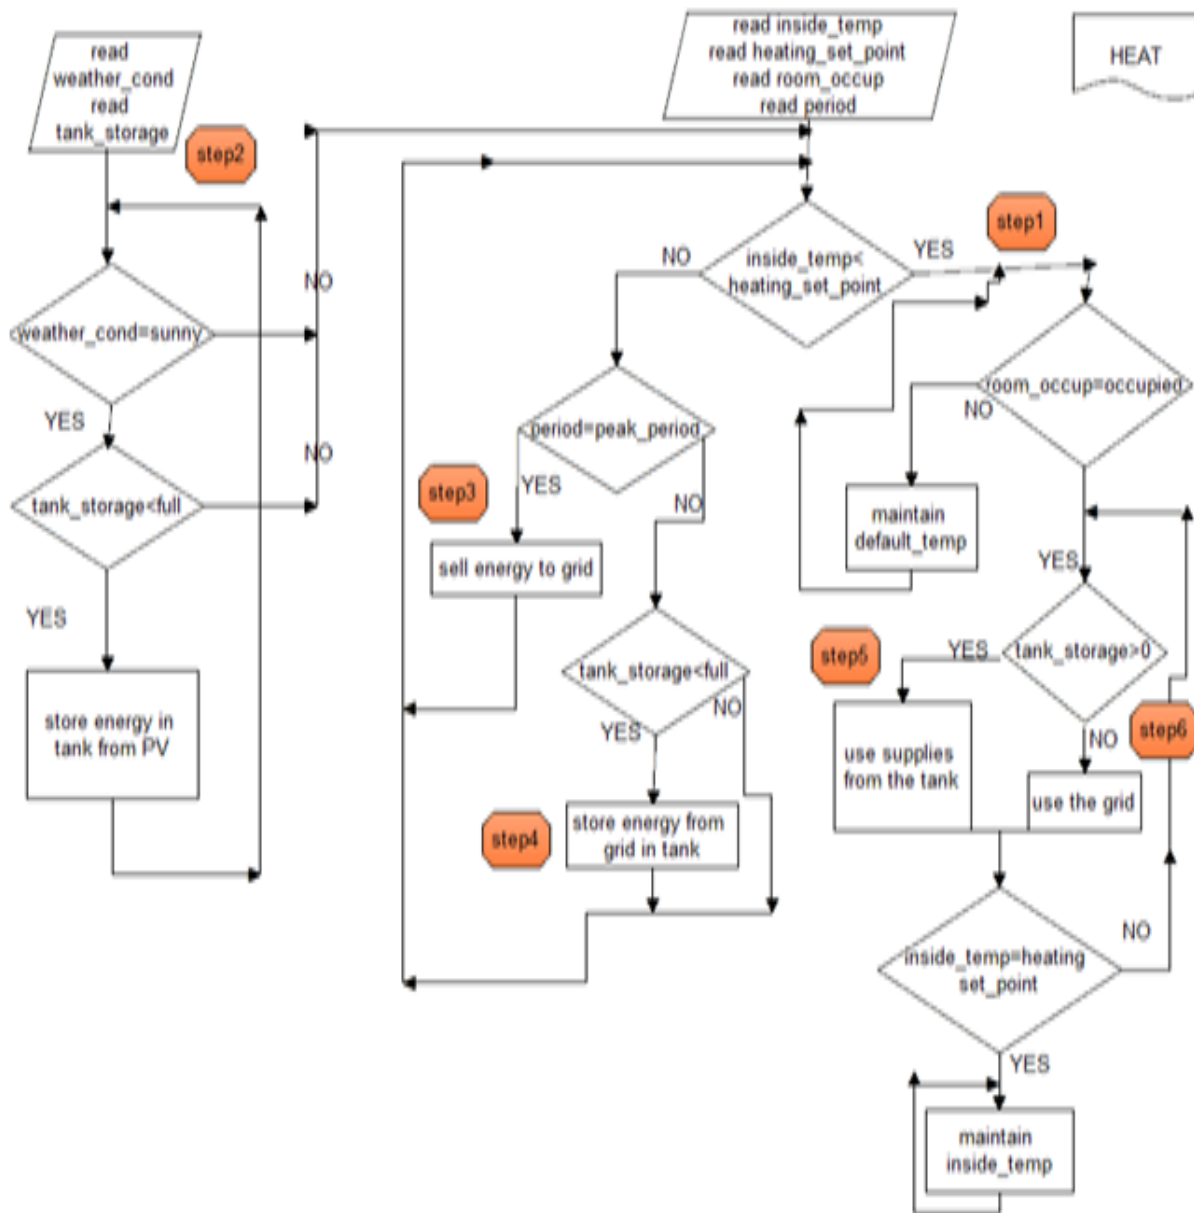 read
weather_cond
read
tank_storage
step2
weather_cond=sunny
NO
YES
tank_storage<full
NO
YES
store energy in
tank from PV
read inside_temp
read heating_set_point
read room_occup
read period
HEAT
step1
inside_temp<
heating_set_point
NO
YES
period=peak_period
step3
YES
NO
sell energy to grid
tank_storage<full
YES
NO
step4
store energy from
grid in tank
room_occup=occupied
NO
maintain
default_temp
YES
tank_storage>0
step5
YES
NO
step6
use supplies
from the tank
use the grid
inside_temp=heating
set_point
NO
YES
maintain
inside_temp